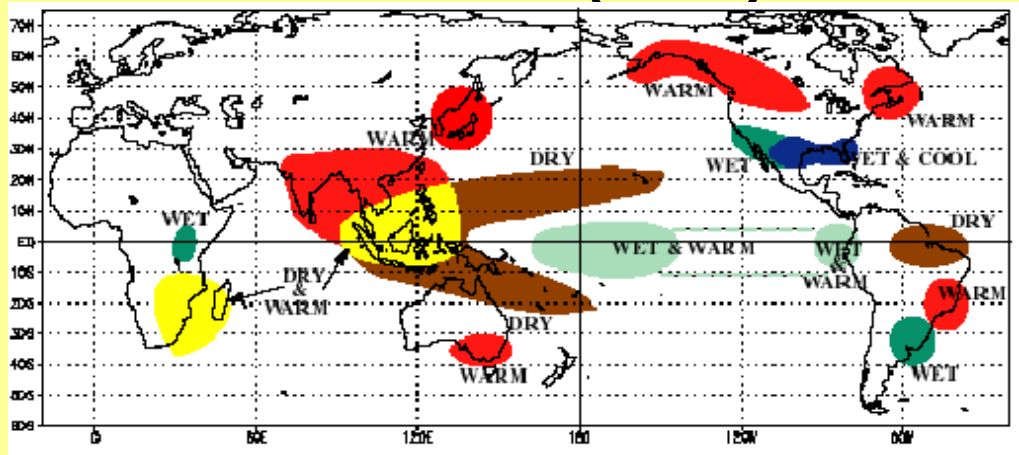 70N
60N
50N
40N
30N
20N
10N
EQ
10S
20S
30S
40S
50S
60S
0
60E
120E
180
120W
60W
WARM
WARM
WARM
DRY
WET
WET & COOL
WET
DRY
WET & WARM
WET
&
WARM
DRY
&
WARM
WARM
DRY
WARM
WET